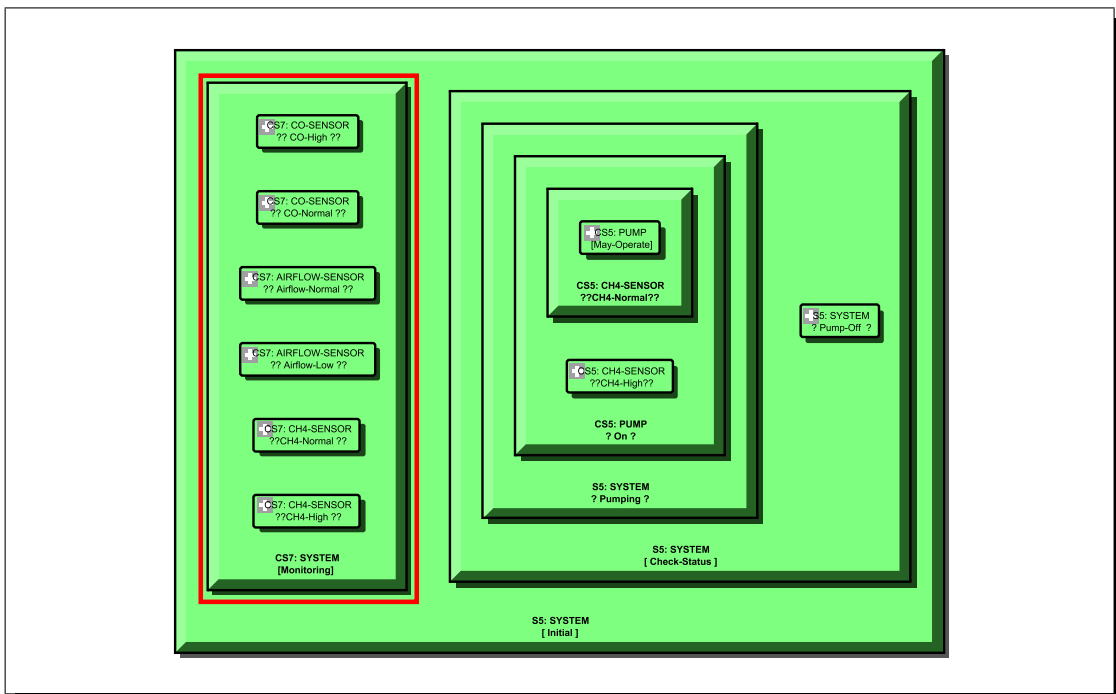 CS7: CO-SENSOR
?? CO-High ??
CS7: CO-SENSOR
?? CO-Normal ??
CS7: AIRFLOW-SENSOR
?? Airflow-Normal ??
CS7: AIRFLOW-SENSOR
?? Airflow-Low ??
CS7: CH4-SENSOR
??CH4-Normal ??
CS7: CH4-SENSOR
??CH4-High ??
CS7: SYSTEM
[Monitoring]
CS5: PUMP
[May-Operate]
CS5: CH4-SENSOR
??CH4-Normal??
CS5: CH4-SENSOR
??CH4-High??
CS5: PUMP
? On ?
S5: SYSTEM
? Pumping ?
S5: SYSTEM
? Pump-Off ?
S5: SYSTEM
[ Check-Status ]
S5: SYSTEM
[ Initial ]